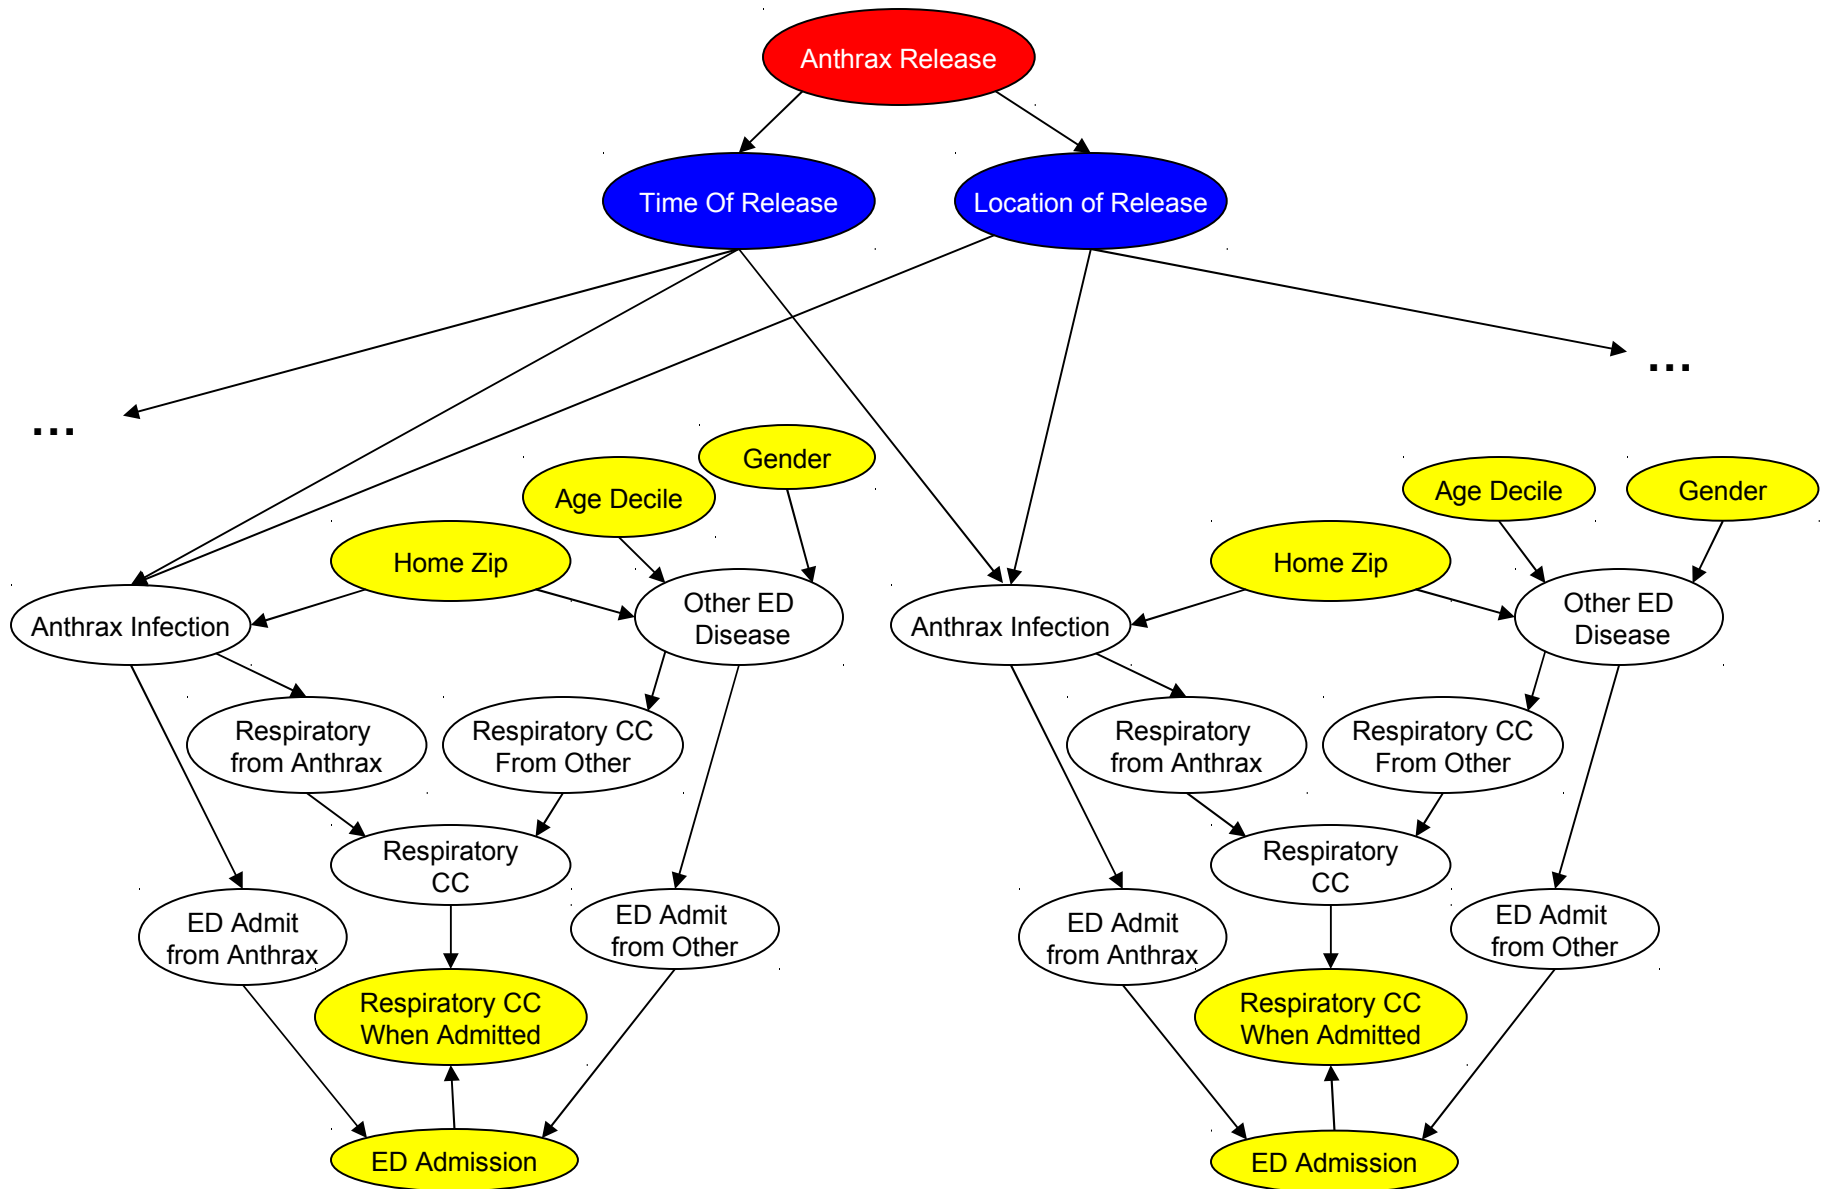 Anthrax Release
Time Of Release
Location of Release
...
...
Gender
Age Decile
Home Zip
Other ED
Disease
Anthrax Infection
Respiratory
from Anthrax
Respiratory CC
From Other
Respiratory
CC
ED Admit
from Anthrax
ED Admit
from Other
Respiratory CC
When Admitted
ED Admission
Age Decile
Gender
Home Zip
Other ED
Disease
Anthrax Infection
Respiratory
from Anthrax
Respiratory CC
From Other
Respiratory
CC
ED Admit
from Anthrax
ED Admit
from Other
Respiratory CC
When Admitted
ED Admission